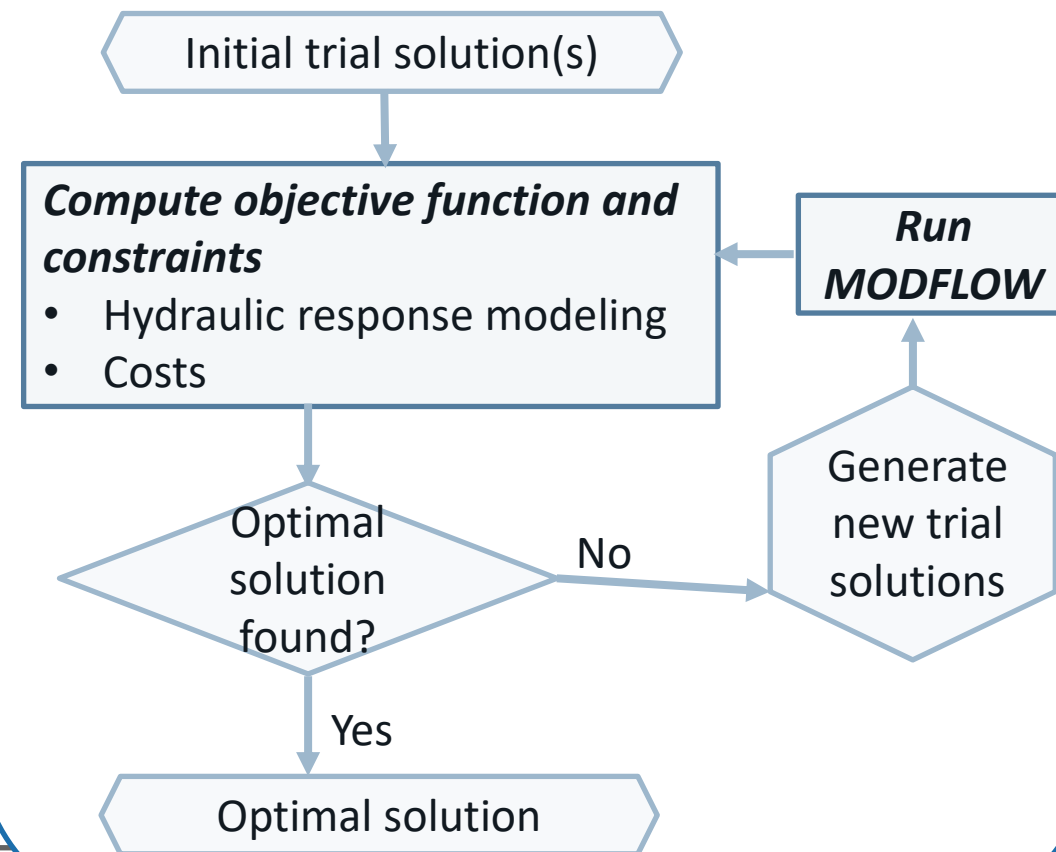 Initial trial solution(s)
Compute objective function and
constraints
• Hydraulic response modeling
• Costs
Run
MODFLOW
Generate
new trial
solutions
Optimal
solution
found?
No
Yes
Optimal solution